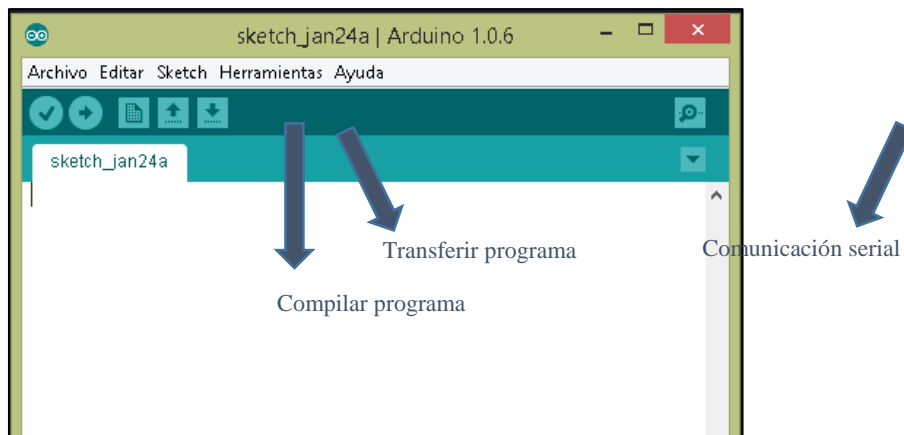 sketch_jan24a | Arduino 1.0.6
Archivo Editar Sketch Herramientas Ayuda
sketch_jan24a
Transferir programa
Comunicación serial
Compilar programa